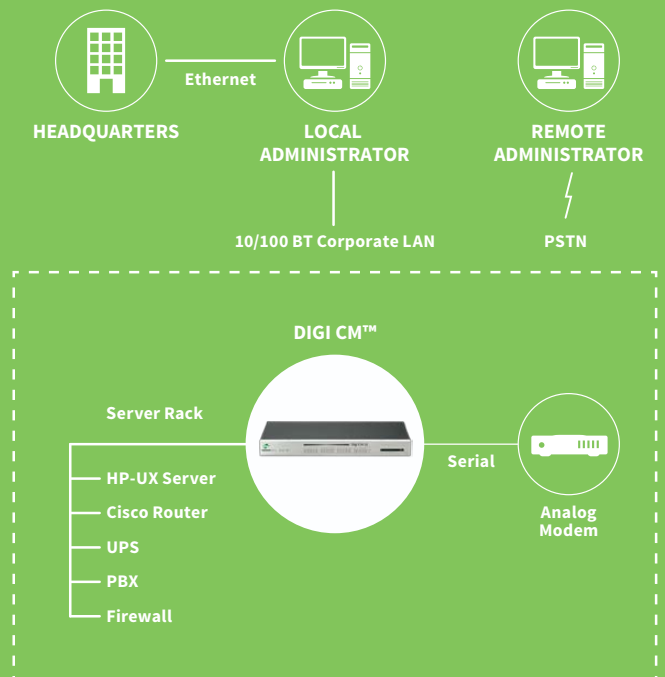 Ethernet
HEADQUARTERS
LOCAL
ADMINISTRATOR
REMOTE
ADMINISTRATOR
10/100 BT Corporate LAN
PSTN
DIGI CM™
Server Rack
Serial
HP-UX Server
Cisco Router
UPS
PBX
Firewall
Analog
Modem